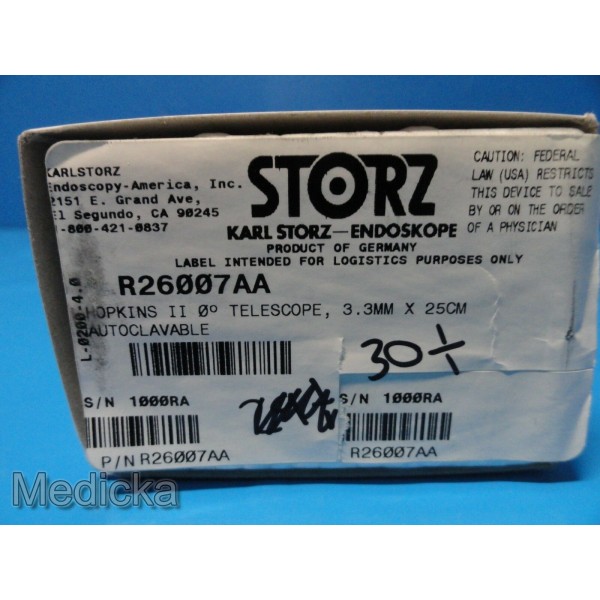 KARLSTORZ
Endoscopy-America, Inc.
2151 E. Grand Ave,
El Segundo, CA 90245
1-800-421-0837
STORZ
KARL STORZ—ENDOSKOPE
PRODUCT OF GERMANY
CAUTION: FEDERAL
LAW (USA) RESTRICTS
THIS DEVICE TO SALE
BY OR ON THE ORDER
OF A PHYSICIAN
LABEL INTENDED FOR LOGISTICS PURPOSES ONLY
L-0200-4.0
R26007AA
HOPKINS II 0° TELESCOPE, 3.3MM X 25CM
AUTOCLAVABLE
S/N 1000RA
S/N 1000RA
P/N R26007AA
R26007AA
Medicka